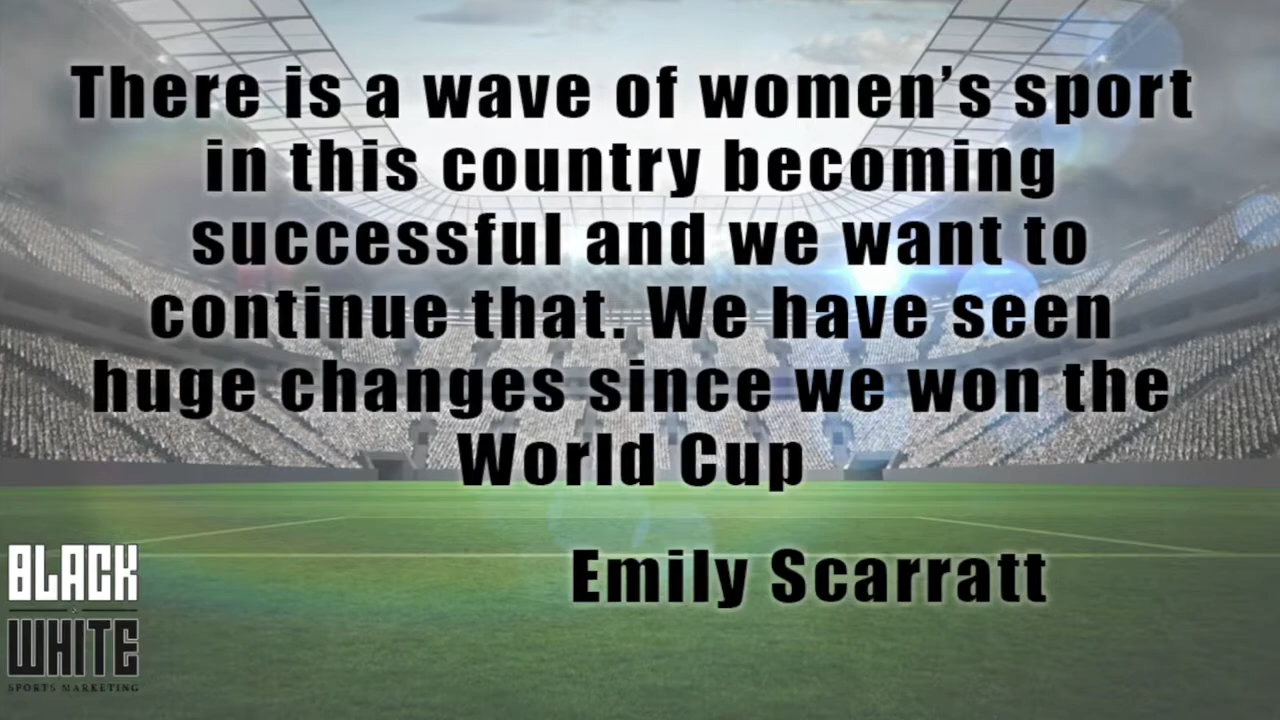 There is a wave of women's sport
in this country becoming
successful and we want to
continue that. We have seen
huge changes since we won the
World Cup
Emily Scarratt
BLACK
WHITE
SPORTS MARKETING